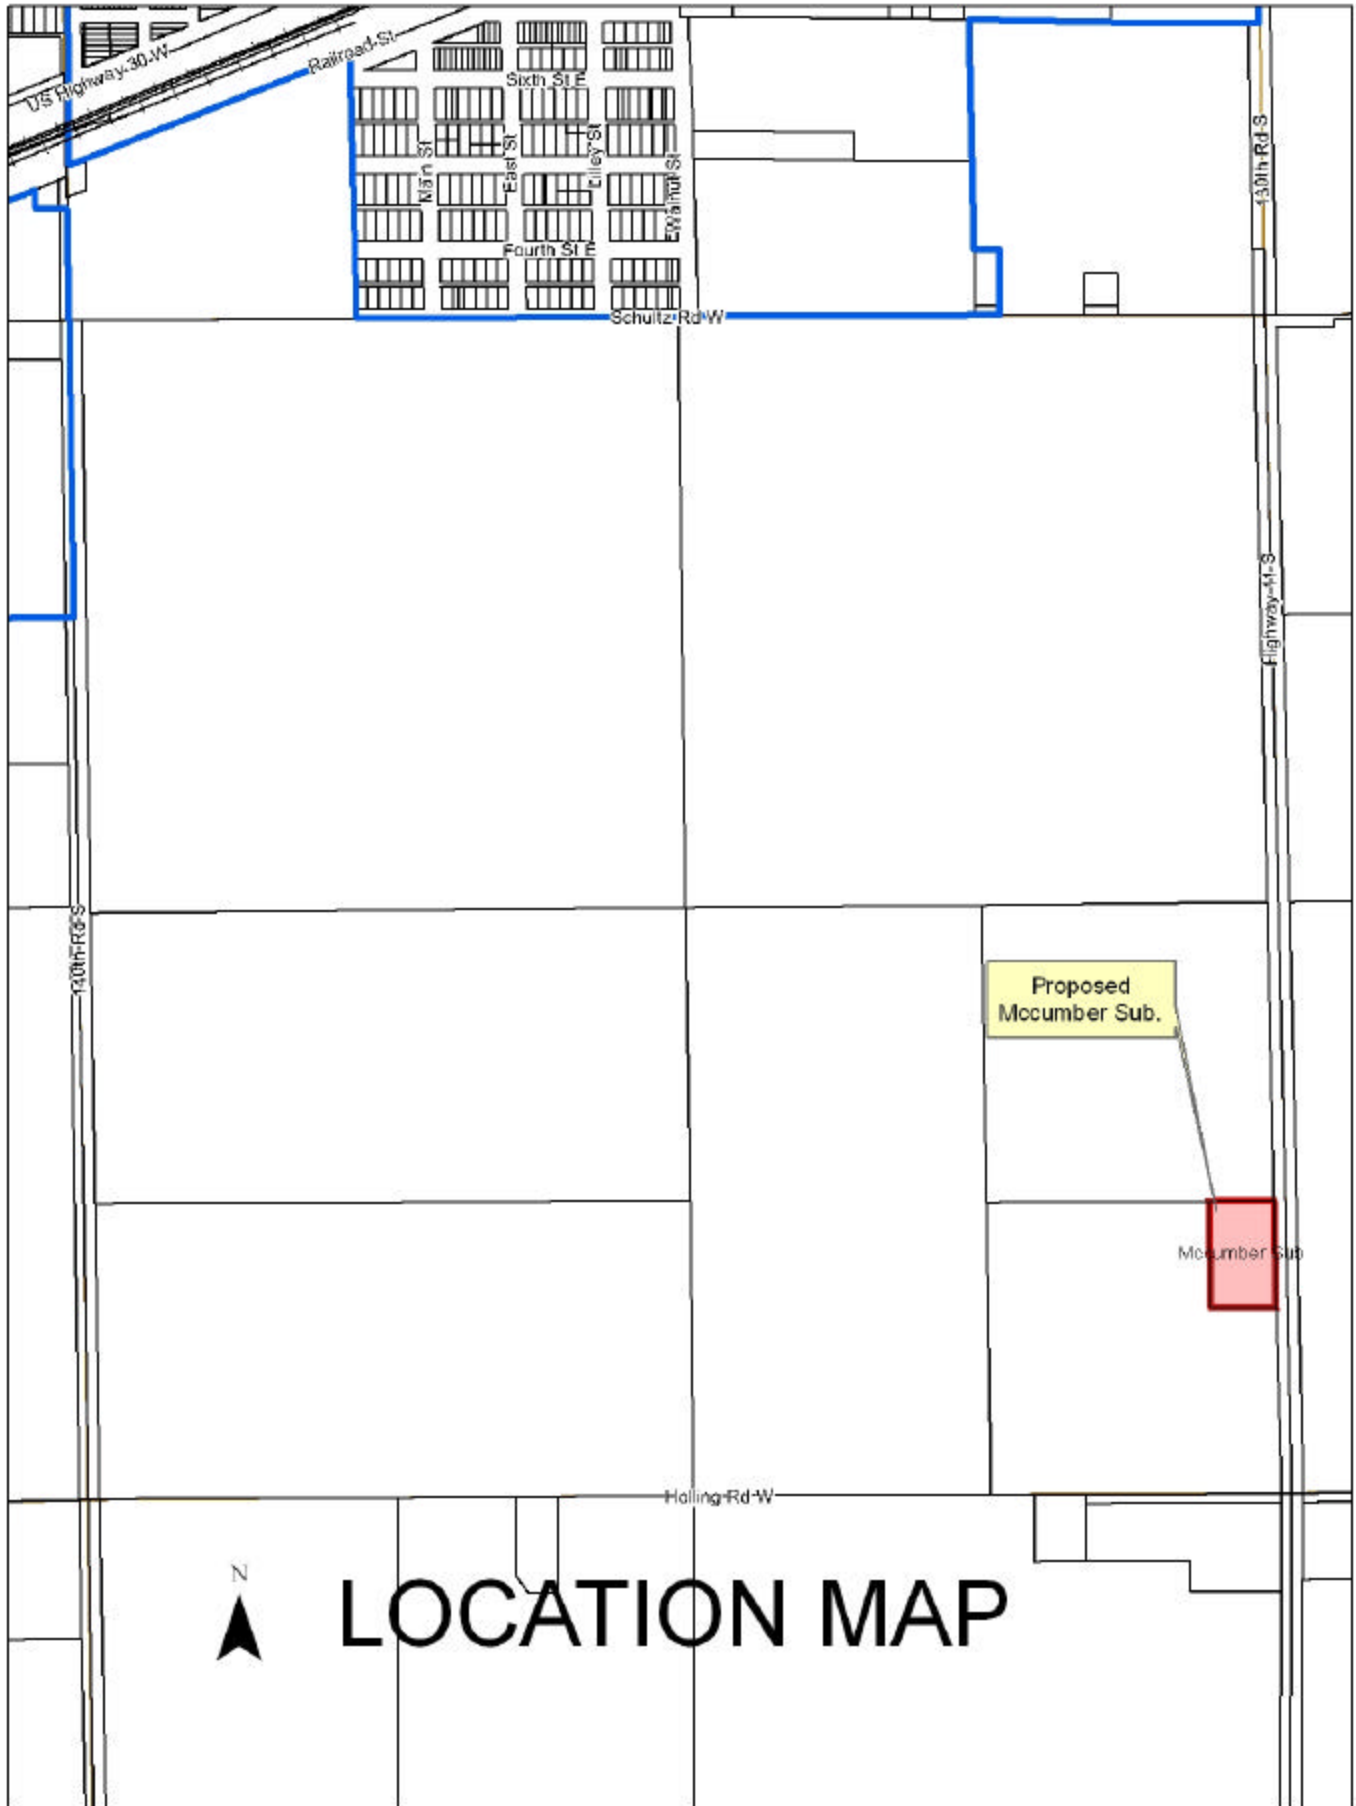 US Highway 30 W
Railroad St
Sixth St E
Main St
East St
Lilley St
Walnut St
130th Rd S
Fourth St E
Schultz Rd W
Highway 11 S
140th Rd S
Proposed
Mccumber Sub.
Mccumber Sub
Holling Rd W
N
LOCATION MAP